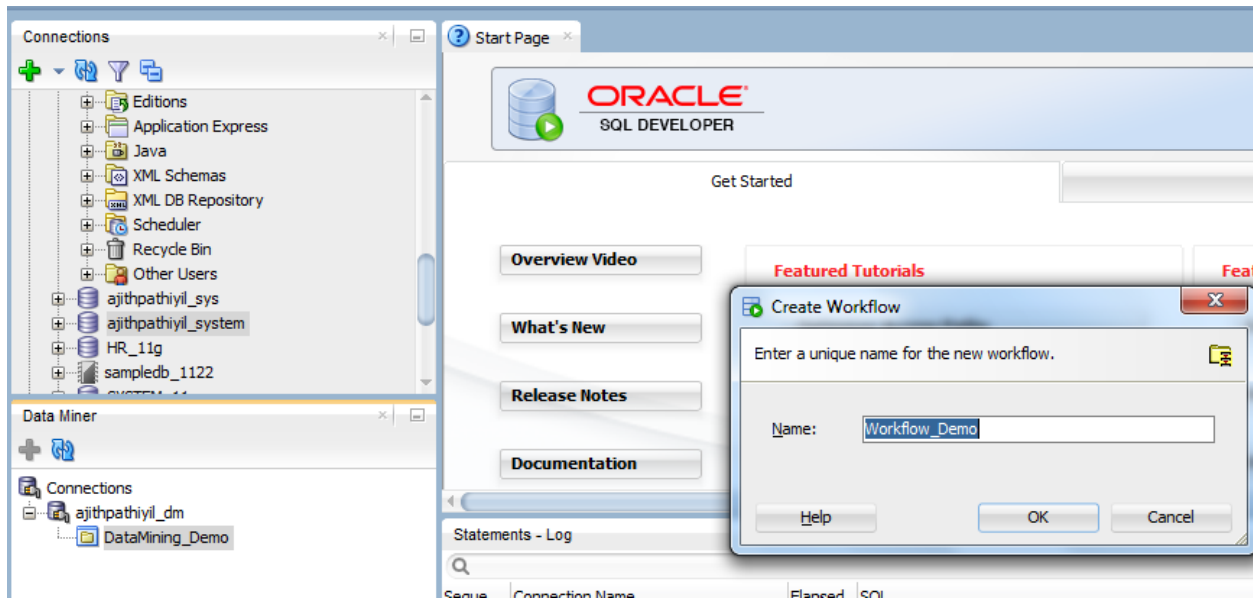 Connections
Editions
Application Express
Java
XML Schemas
XML DB Repository
Scheduler
Recycle Bin
Other Users
ajithpathiyil_sys
ajithpathiyil_system
HR_11g
sampledb_1122
Data Miner
Connections
ajithpathiyil_dm
DataMining_Demo
Start Page
ORACLE
SQL DEVELOPER
Get Started
Overview Video
What's New
Release Notes
Documentation
Featured Tutorials
Feat
Create Workflow
Enter a unique name for the new workflow.
Name: Workflow_Demo
Help OK Cancel
Statements - Log
Seque Connection Name Elapsed SQL